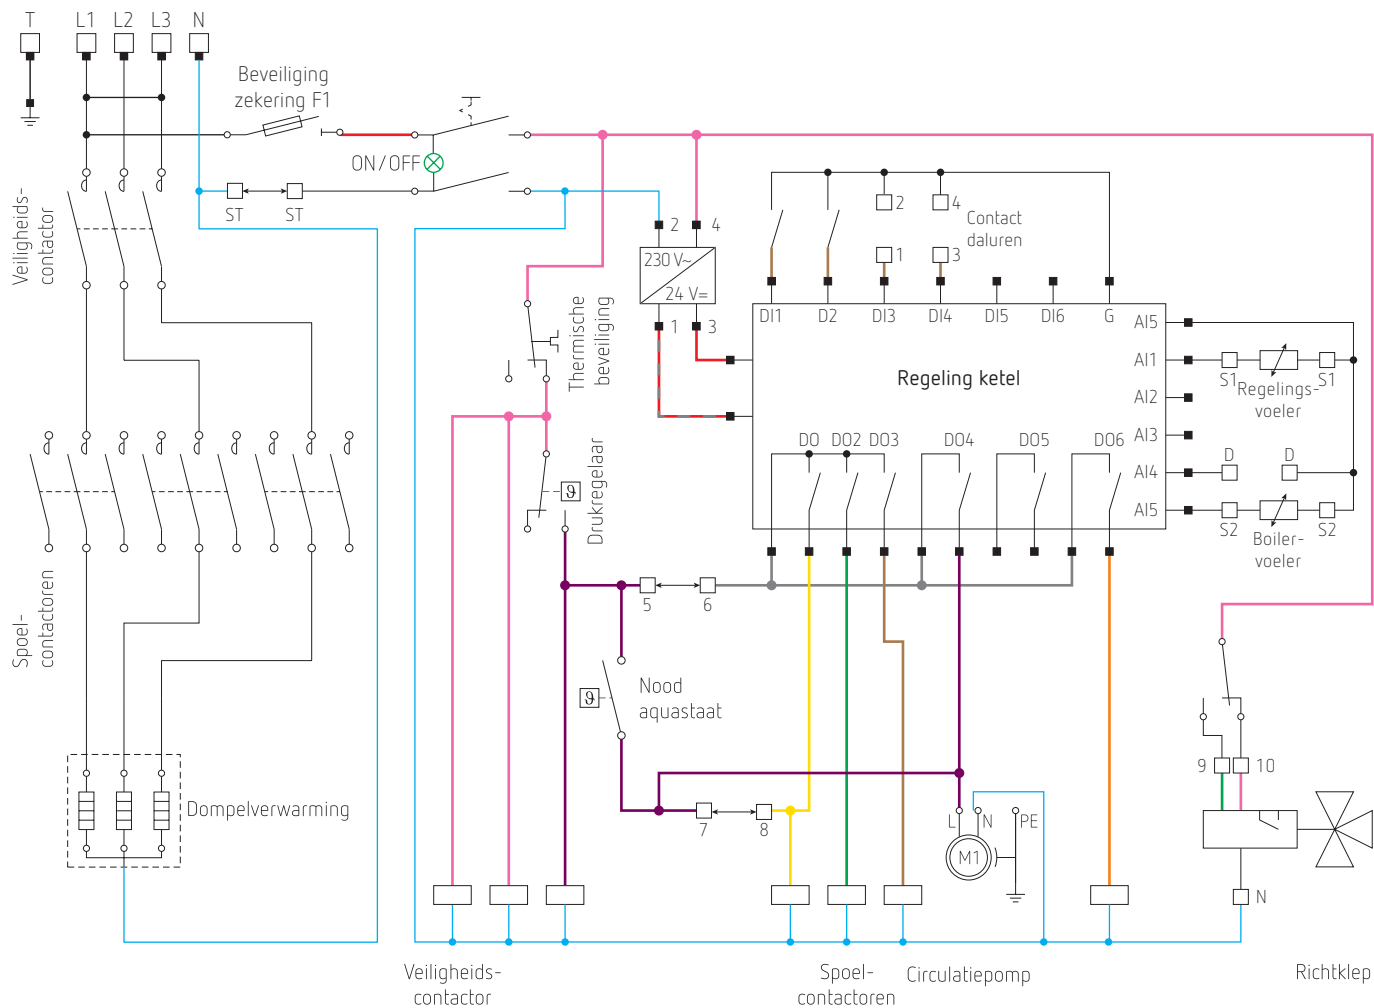 T L1 L2 L3 N
Beveiliging
zekering F1
ON/OFF
ST ST
Veiligheids-
contactor
2 4
230 V~
24 V=
1 3
Thermische
beveiliging
2 4
Contact
daluren
1 3
DI1 D2 DI3 DI4 DI5 DI6 G
Regeling ketel
AI5
AI1
S1 S1
Regelings-
voeler
AI2
AI3
AI4
D D
AI5
S2 S2
Boiler-
voeler
DO DO2 DO3 DO4 DO5 DO6
Drukregelaar
ϑ
5 6
Spoel-
contactoren
Nood
aquastaat
ϑ
7 8
Dompelverwarming
L N PE
M1
9 10
N
Veiligheids-
contactor
Spoel-
contactoren
Circulatiepomp
Richtklep